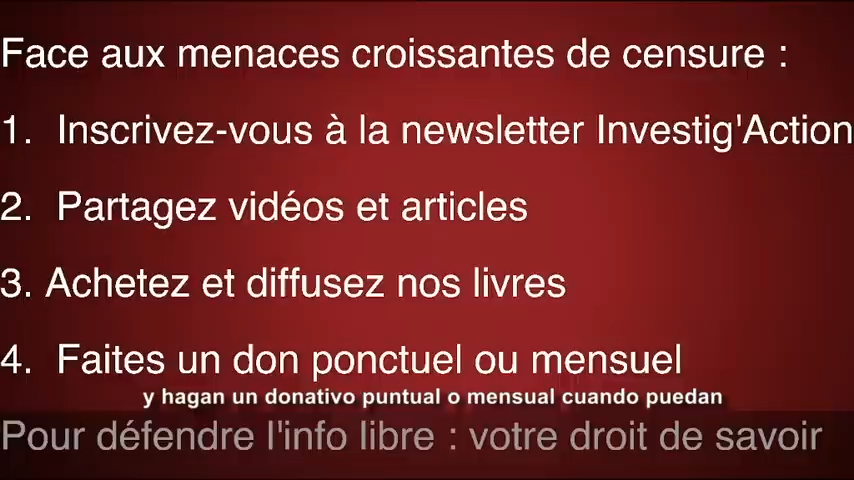 Face aux menaces croissantes de censure :
1. Inscrivez-vous à la newsletter Investig'Action
2. Partagez vidéos et articles
3. Achetez et diffusez nos livres
4. Faites un don ponctuel ou mensuel
y hagan un donativo puntual o mensual cuando puedan
Pour défendre l'info libre : votre droit de savoir